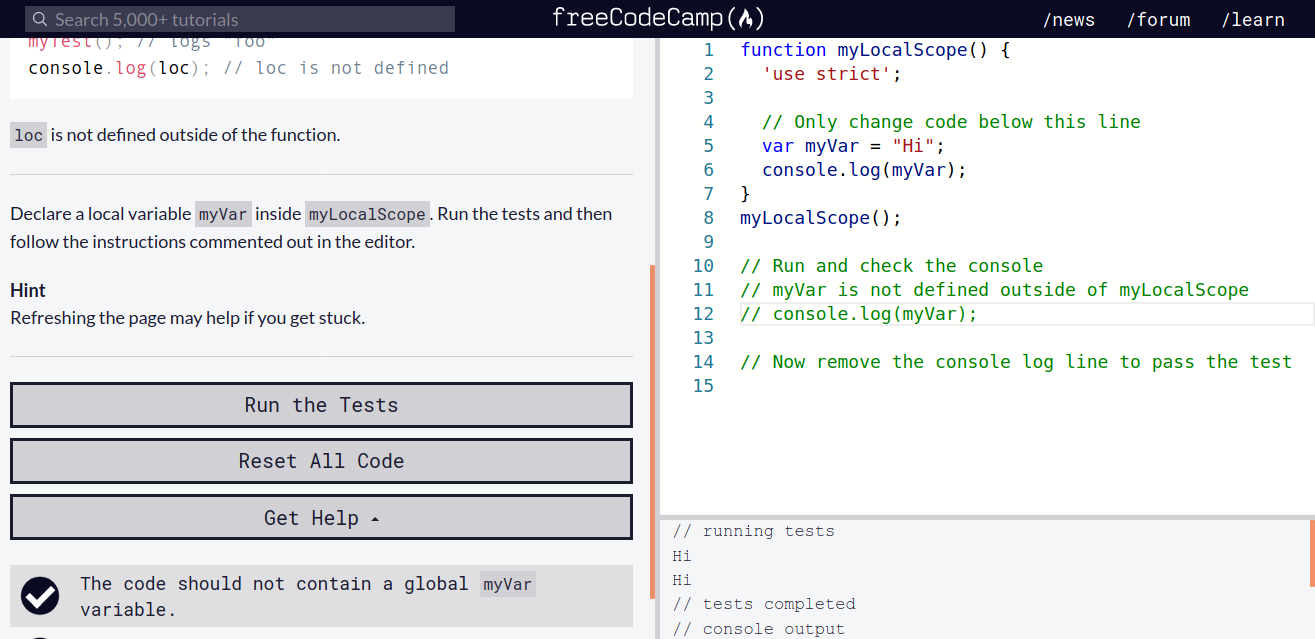 Search 5,000+ tutorials
freeCodeCamp(
)
/news
/forum
/learn
myTest(); // logs "foo"
console.log(loc); // loc is not defined
loc is not defined outside of the function.
Declare a local variable myVar inside myLocalScope. Run the tests and then
follow the instructions commented out in the editor.
Hint
Refreshing the page may help if you get stuck.
Run the Tests
Reset All Code
Get Help
The code should not contain a global myVar
variable.
1 function myLocalScope() {
2 'use strict';
3
4 // Only change code below this line
5 var myVar = "Hi";
6 console.log(myVar);
7 }
8 myLocalScope();
9
10 // Run and check the console
11 // myVar is not defined outside of myLocalScope
12 // console.log(myVar);
13
14 // Now remove the console log line to pass the test
15
// running tests
Hi
Hi
// tests completed
// console output